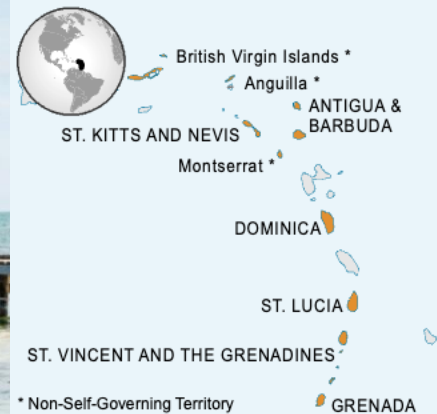 British Virgin Islands *
Anguilla *
ANTIGUA &
BARBUDA
ST. KITTS AND NEVIS
Montserrat *
DOMINICA
ST. LUCIA
ST. VINCENT AND THE GRENADINES
* Non-Self-Governing Territory
GRENADA